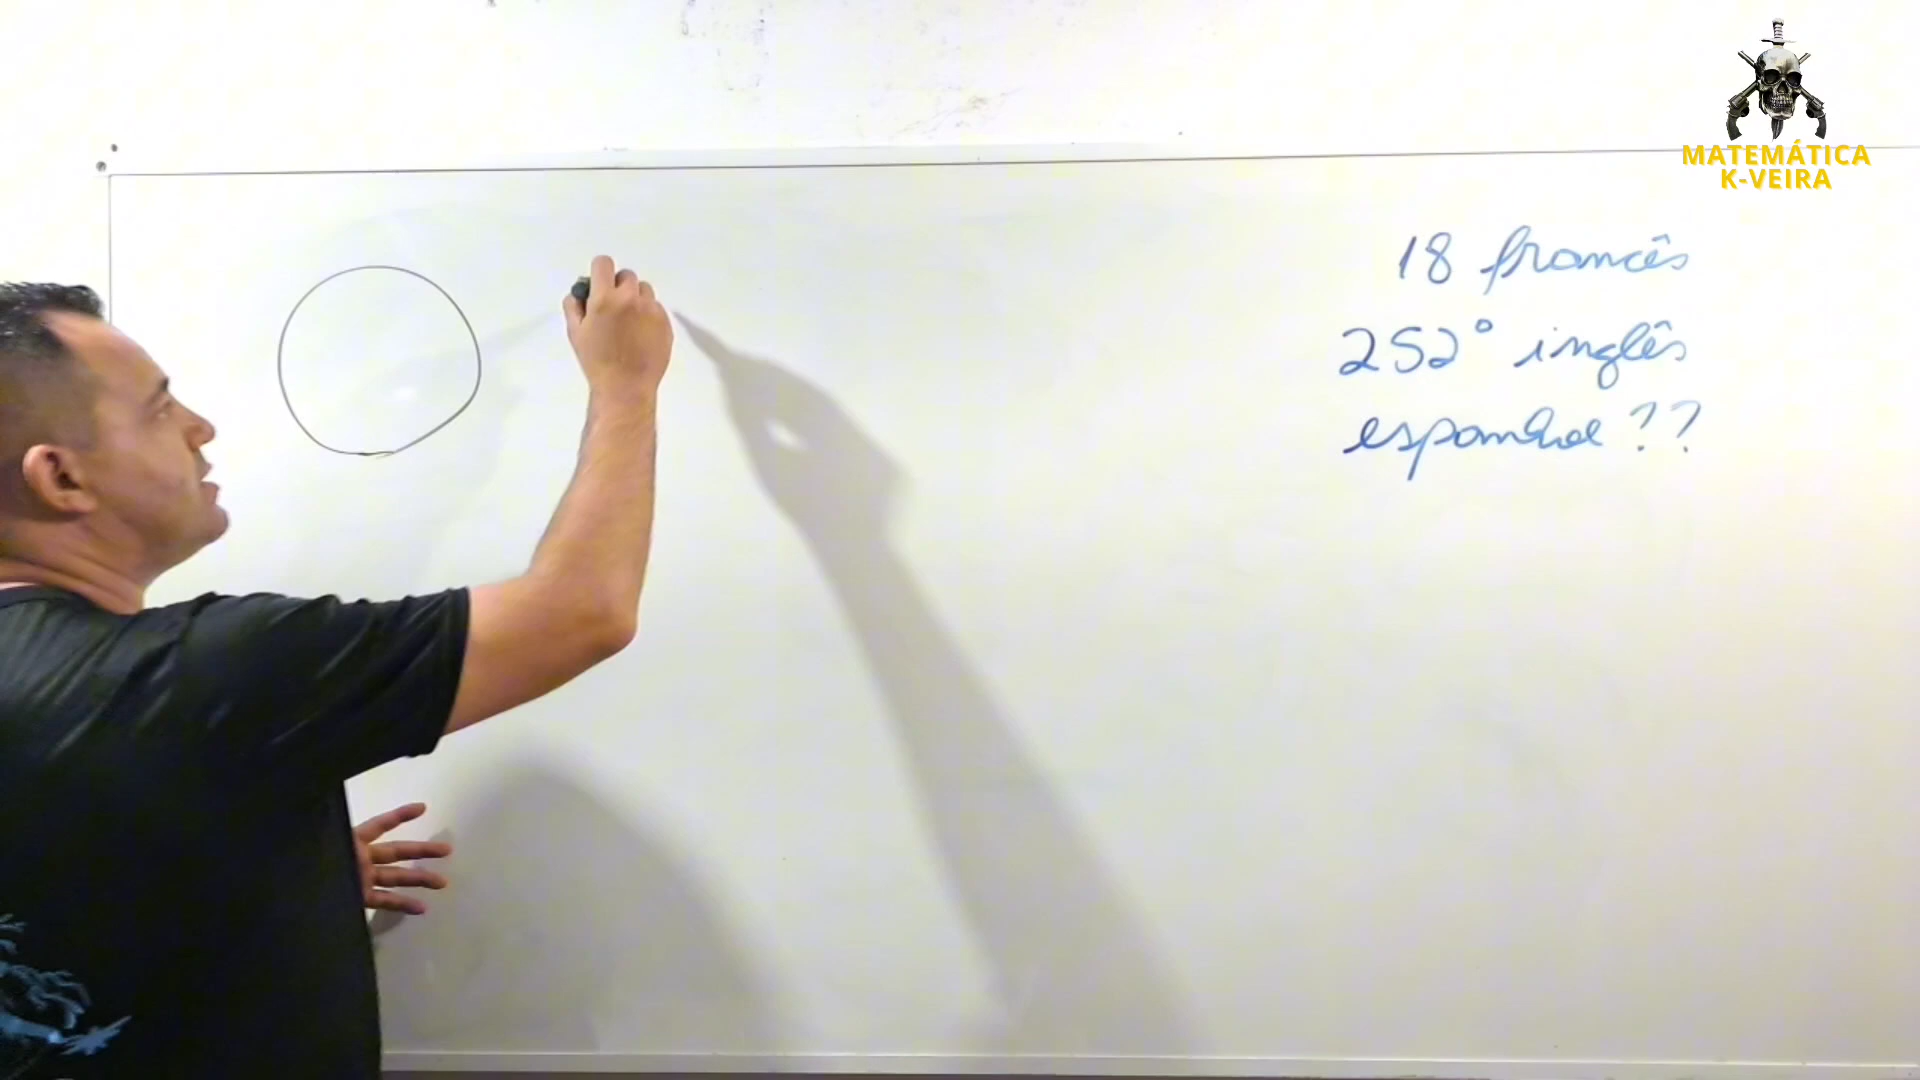 MATEMÁTICA
K-VEIRA
18 francês
252° inglês
espanhol ??